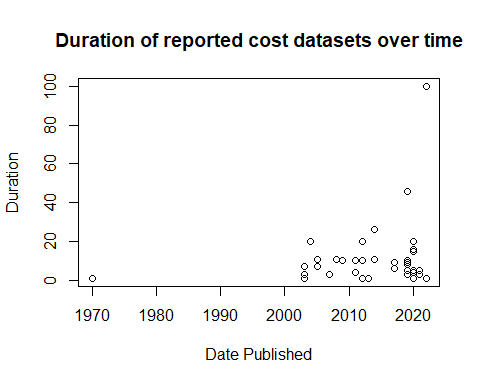 Duration of reported cost datasets over time
Duration
100
80
60
40
20
0
1970 1980 1990 2000 2010 2020
Date Published